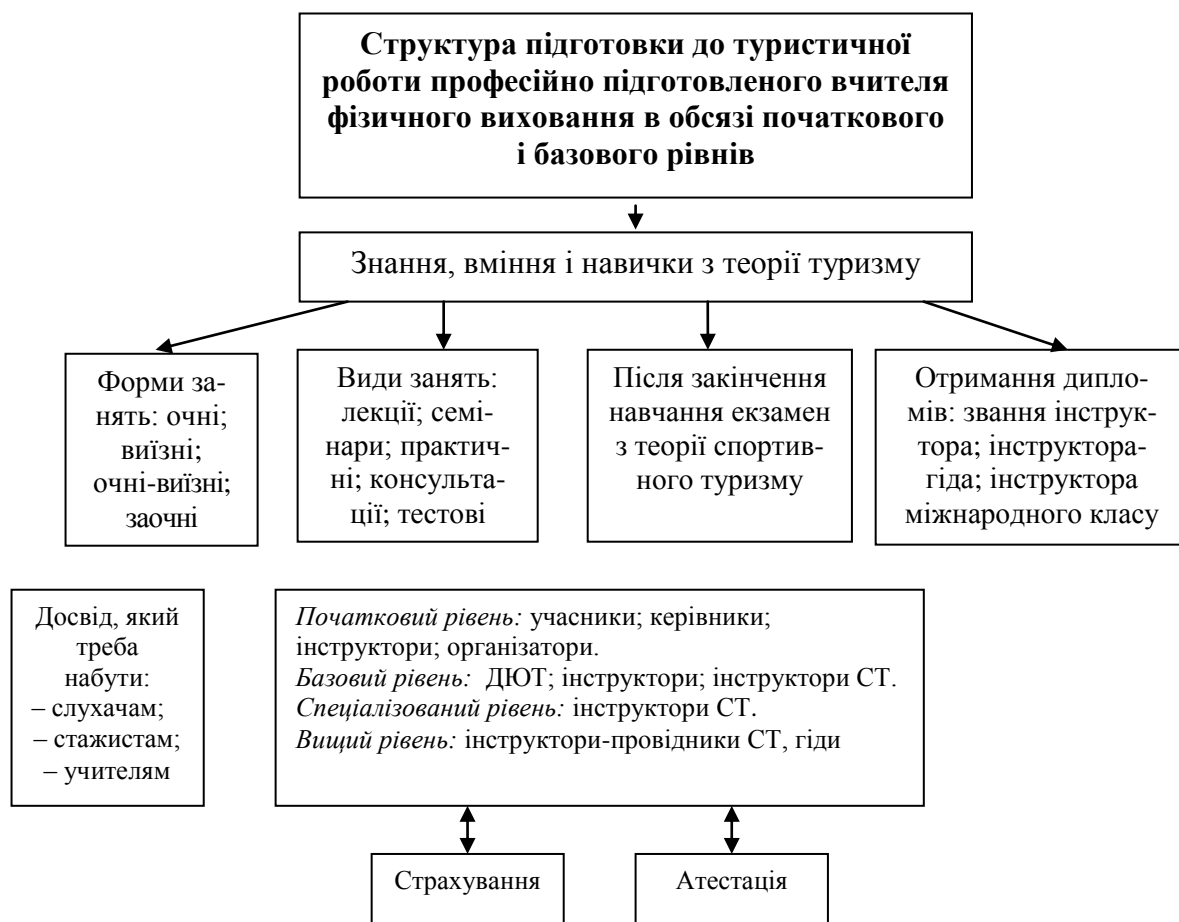 Структура підготовки до туристичної
роботи професійно підготовленого вчителя
фізичного виховання в обсязі початкового
і базового рівнів
Знання, вміння і навички з теорії туризму
Форми за-
нять: очні;
виїзні;
очні-виїзні;
заочні
Види занять:
лекції; семі-
нари; практич-
ні; консульта-
ції; тестові
Після закінчення
навчання екзамен
з теорії спортив-
ного туризму
Отримання дипло-
мів: звання інструк-
тора; інструктора-
гіда; інструктора
міжнародного класу
Досвід, який
треба
набути:
– слухачам;
– стажистам;
– учителям
Початковий рівень: учасники; керівники;
інструктори; організатори.
Базовий рівень: ДЮТ; інструктори; інструктори СТ.
Спеціалізований рівень: інструктори СТ.
Вищий рівень: інструктори-провідники СТ, гіди
Страхування
Атестація